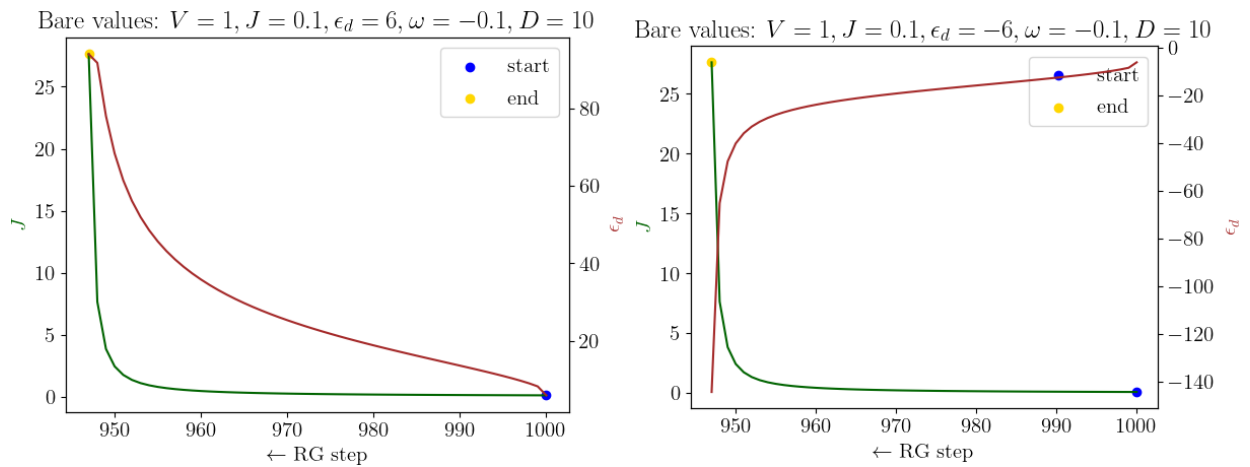 Bare values: V = 1, J = 0.1, ϵ_d = 6, ω = −0.1, D = 10
start
end
25
20
15
10
5
0
J
80
60
40
20
ϵ_d
950 960 970 980 990 1000
← RG step
Bare values: V = 1, J = 0.1, ϵ_d = −6, ω = −0.1, D = 10
start
end
25
20
15
10
5
0
J
0
−20
−40
−60
−80
−100
−120
−140
ϵ_d
950 960 970 980 990 1000
← RG step